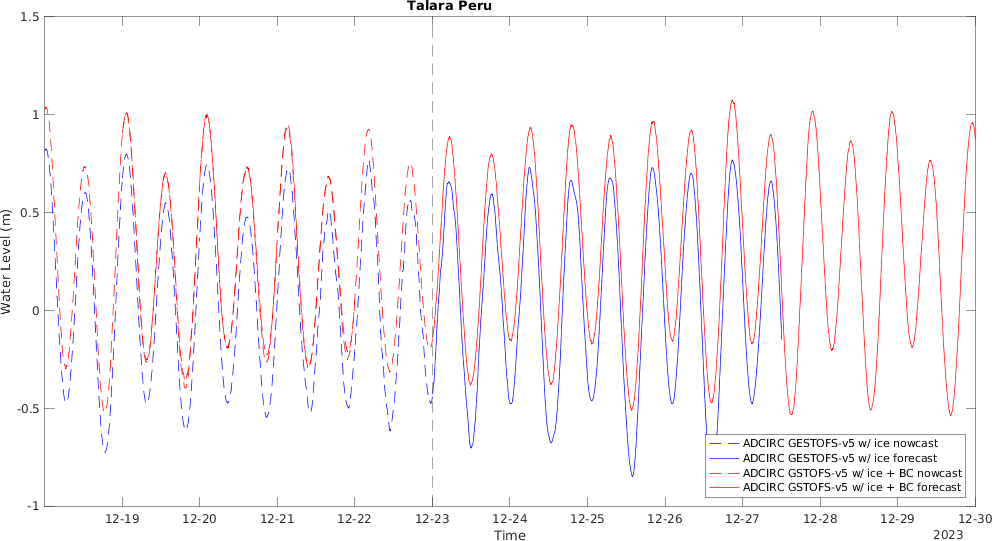 Talara Peru
1.5
1
0.5
0
-0.5
-1
Water Level (m)
12-19 12-20 12-21 12-22 12-23 12-24 12-25 12-26 12-27 12-28 12-29 12-30
Time
2023
ADCIRC GESTOFS-v5 w/ ice nowcast
ADCIRC GESTOFS-v5 w/ ice forecast
ADCIRC GSTOFS-v5 w/ ice + BC nowcast
ADCIRC GSTOFS-v5 w/ ice + BC forecast